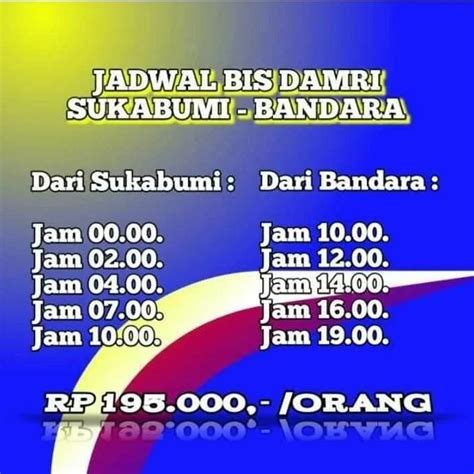 JADWAL BIS DAMRI
SUKABUMI - BANDARA
Dari Sukabumi :
Jam 00.00.
Jam 02.00.
Jam 04.00.
Jam 07.00.
Jam 10.00.
Dari Bandara :
Jam 10.00.
Jam 12.00.
Jam 14.00.
Jam 16.00.
Jam 19.00.
RP 195.000,- /ORANG